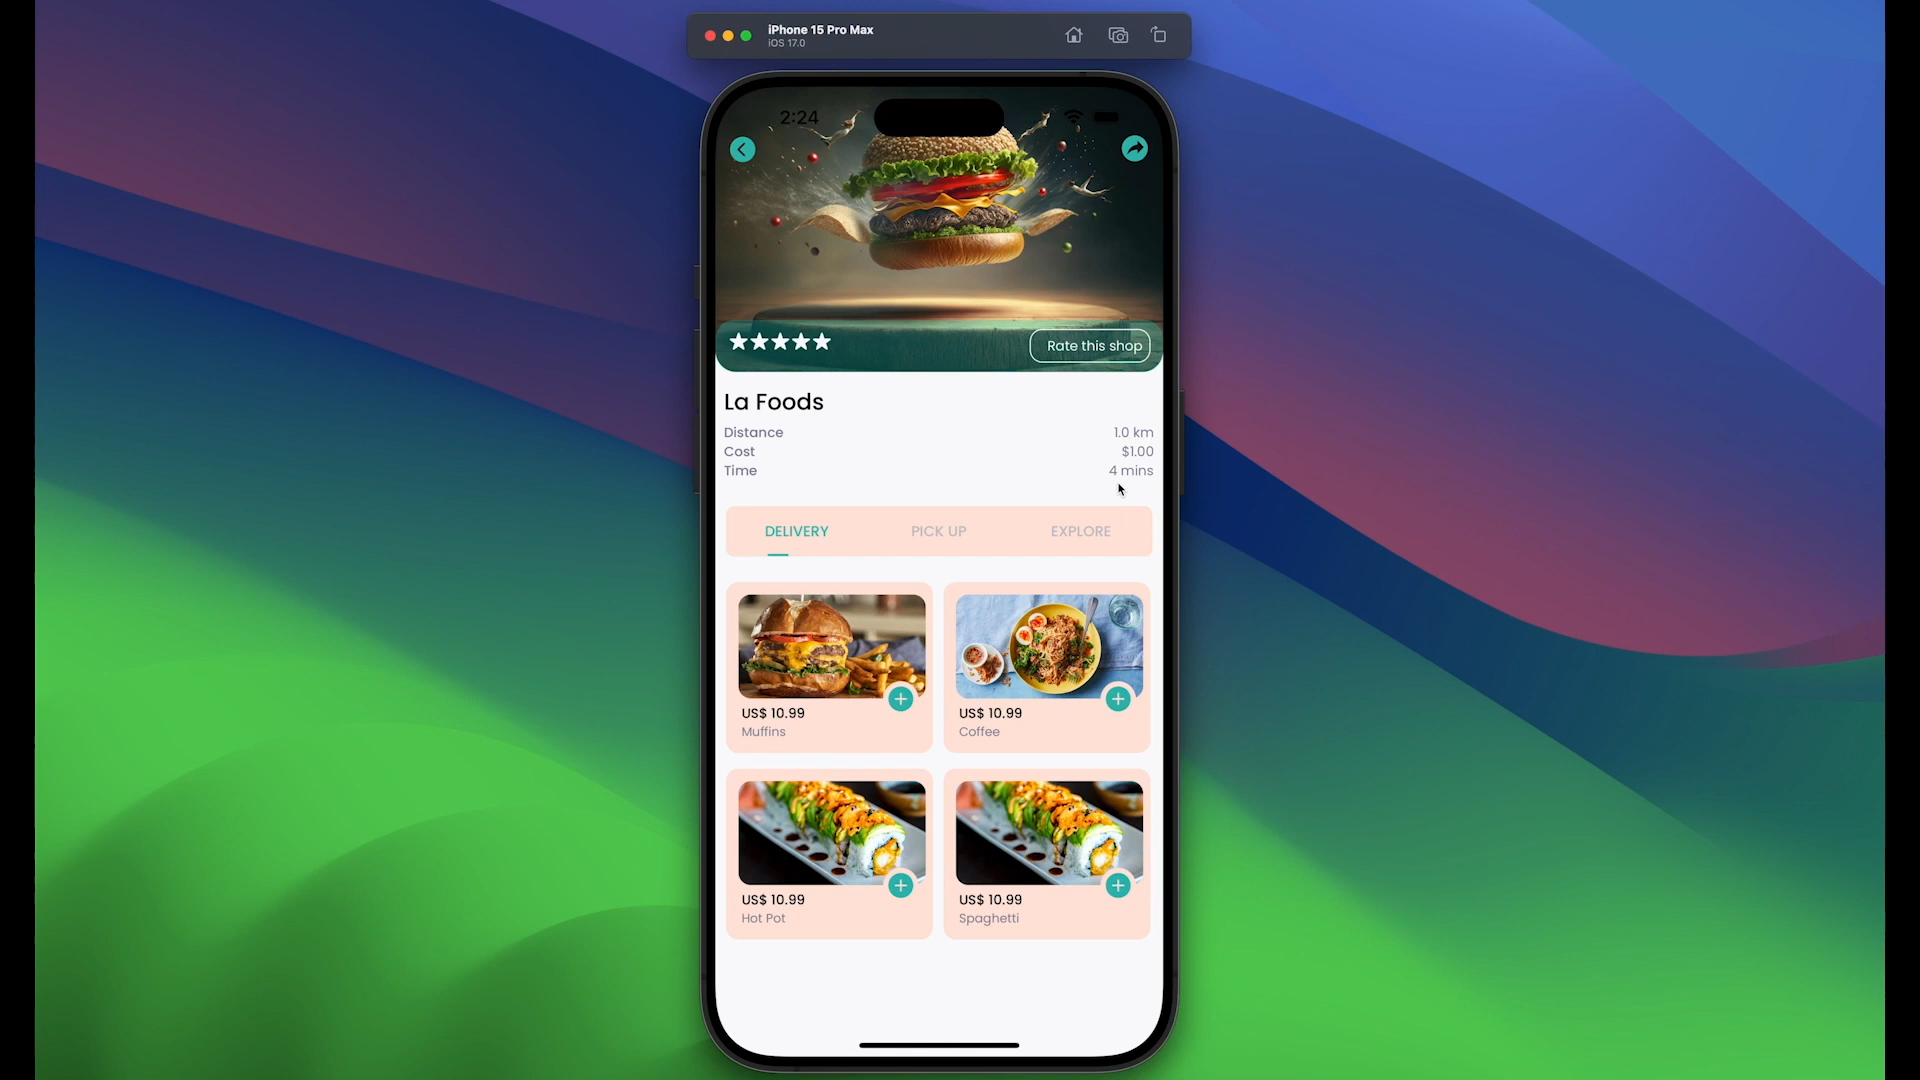 iPhone 15 Pro Max
iOS 17.0
2:24
Rate this shop
La Foods
Distance 1.0 km
Cost $1.00
Time 4 mins
DELIVERY PICK UP EXPLORE
US$ 10.99
Muffins
US$ 10.99
Coffee
US$ 10.99
Hot Pot
US$ 10.99
Spaghetti